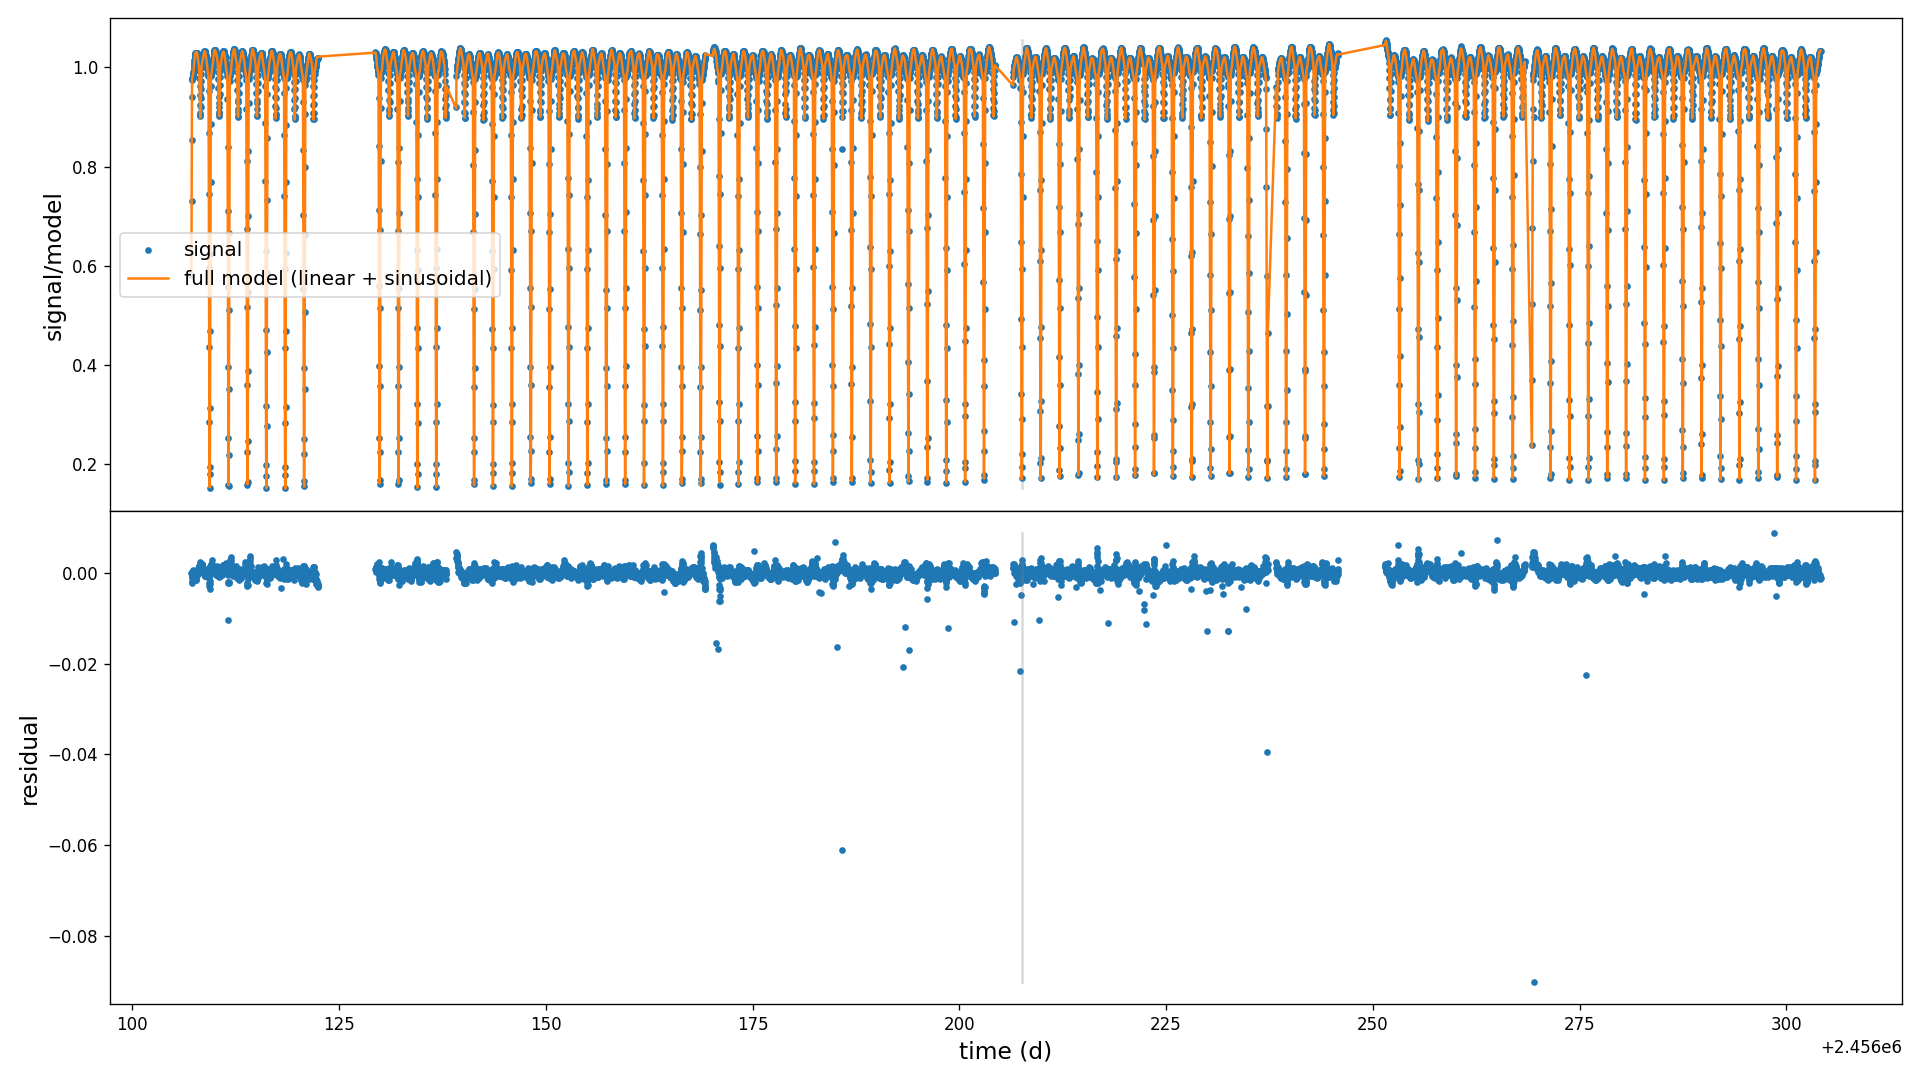 signal/model
1.0
0.8
0.6
0.4
0.2
signal
full model (linear + sinusoidal)
residual
0.00
−0.02
−0.04
−0.06
−0.08
100 125 150 175 200 225 250 275 300
time (d)
+2.456e6